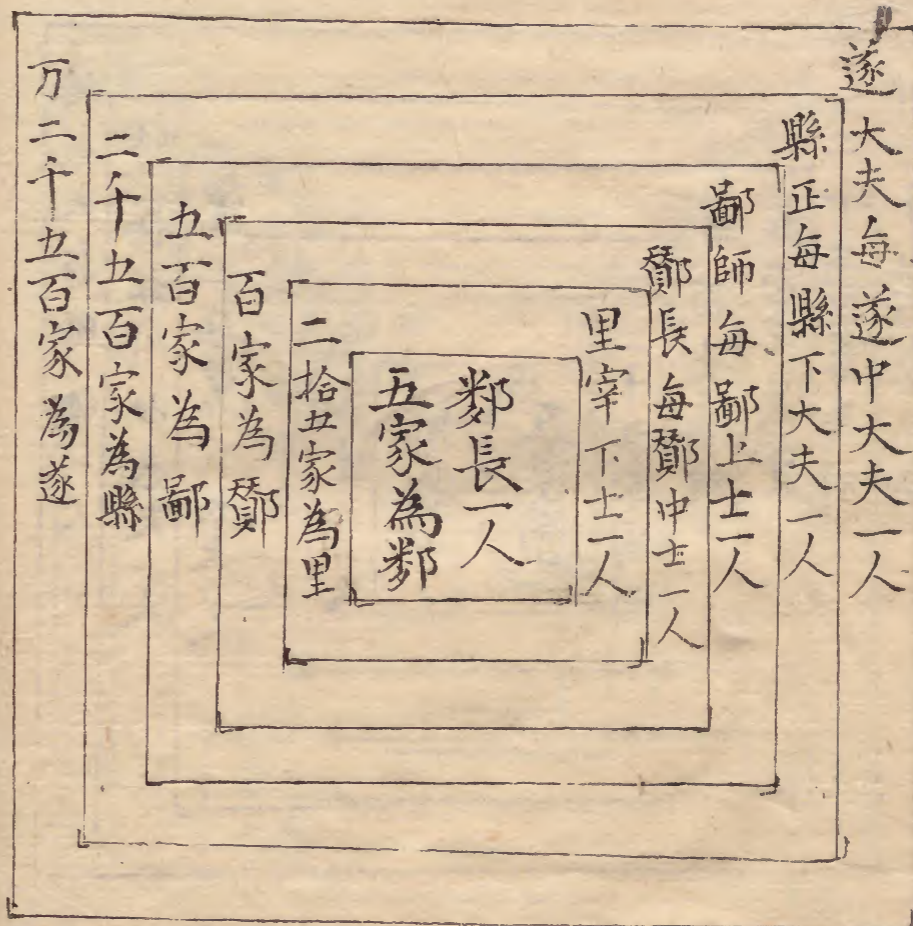 遂大夫每遂中大夫一人
縣正每縣下大夫一人
鄙師每鄙上士一人
酇長每酇中士一人
里宰下士一人
鄰長一人
五家為鄰
二拾五家為里
百家為酇
五百家為鄙
二千五百家為縣
万二千五百家為遂